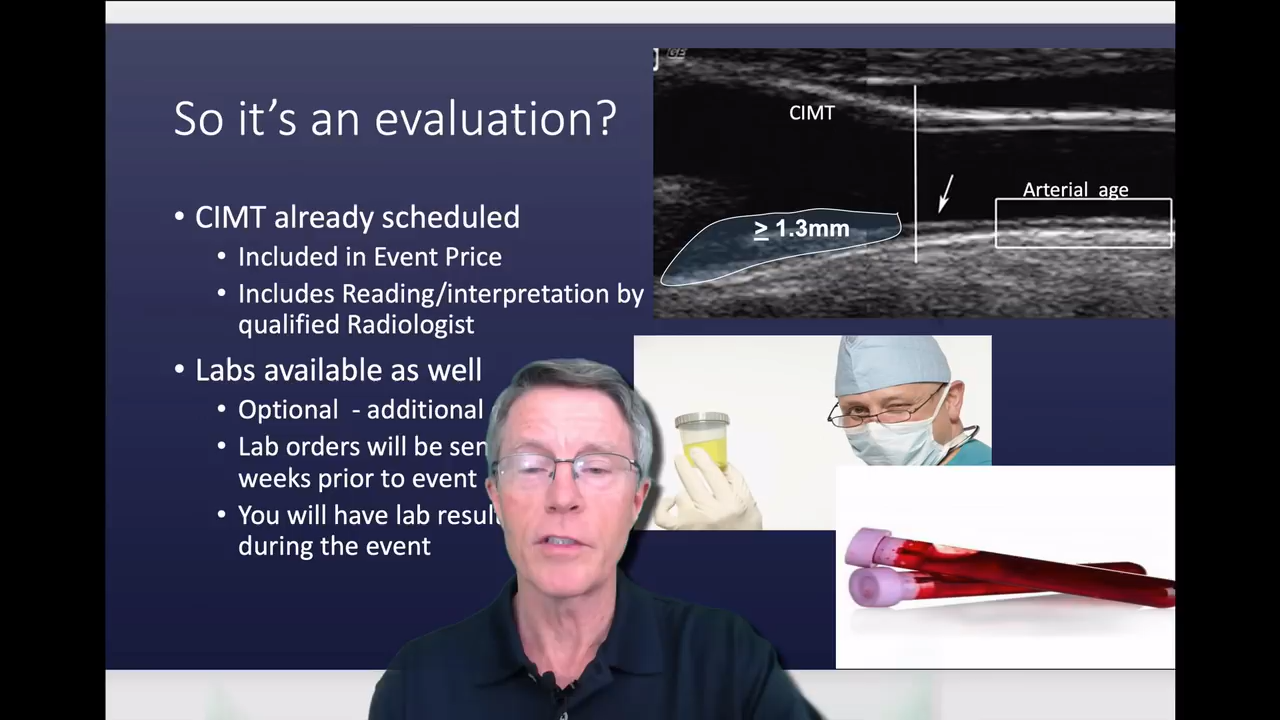 So it's an evaluation?
• CIMT already scheduled
• Included in Event Price
• Includes Reading/interpretation by
qualified Radiologist
• Labs available as well
• Optional - additional
• Lab orders will be
weeks prior to event
• You will have lab
during the event
GE
CIMT
Arterial age
≥ 1.3mm